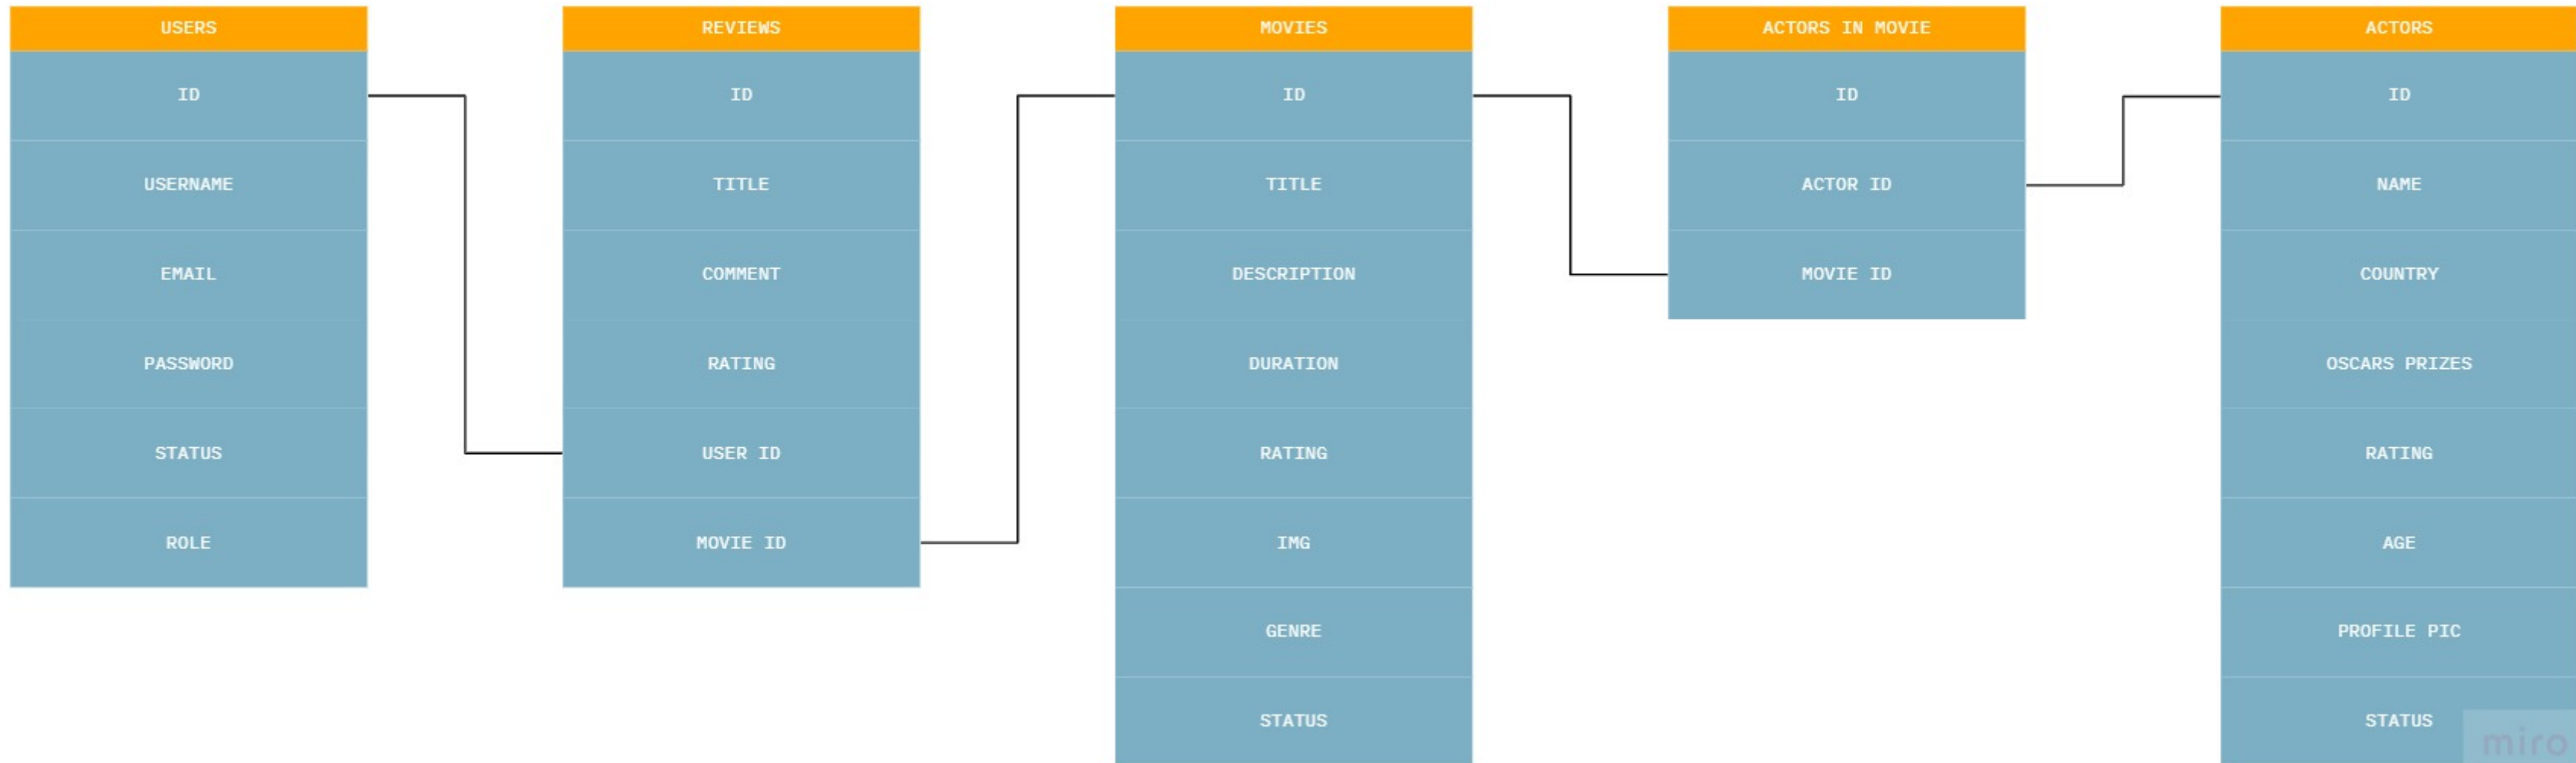 USERS
ID
USERNAME
EMAIL
PASSWORD
STATUS
ROLE
REVIEWS
ID
TITLE
COMMENT
RATING
USER ID
MOVIE ID
MOVIES
ID
TITLE
DESCRIPTION
DURATION
RATING
IMG
GENRE
STATUS
ACTORS IN MOVIE
ID
ACTOR ID
MOVIE ID
ACTORS
ID
NAME
COUNTRY
OSCARS PRIZES
RATING
AGE
PROFILE PIC
STATUS
miro